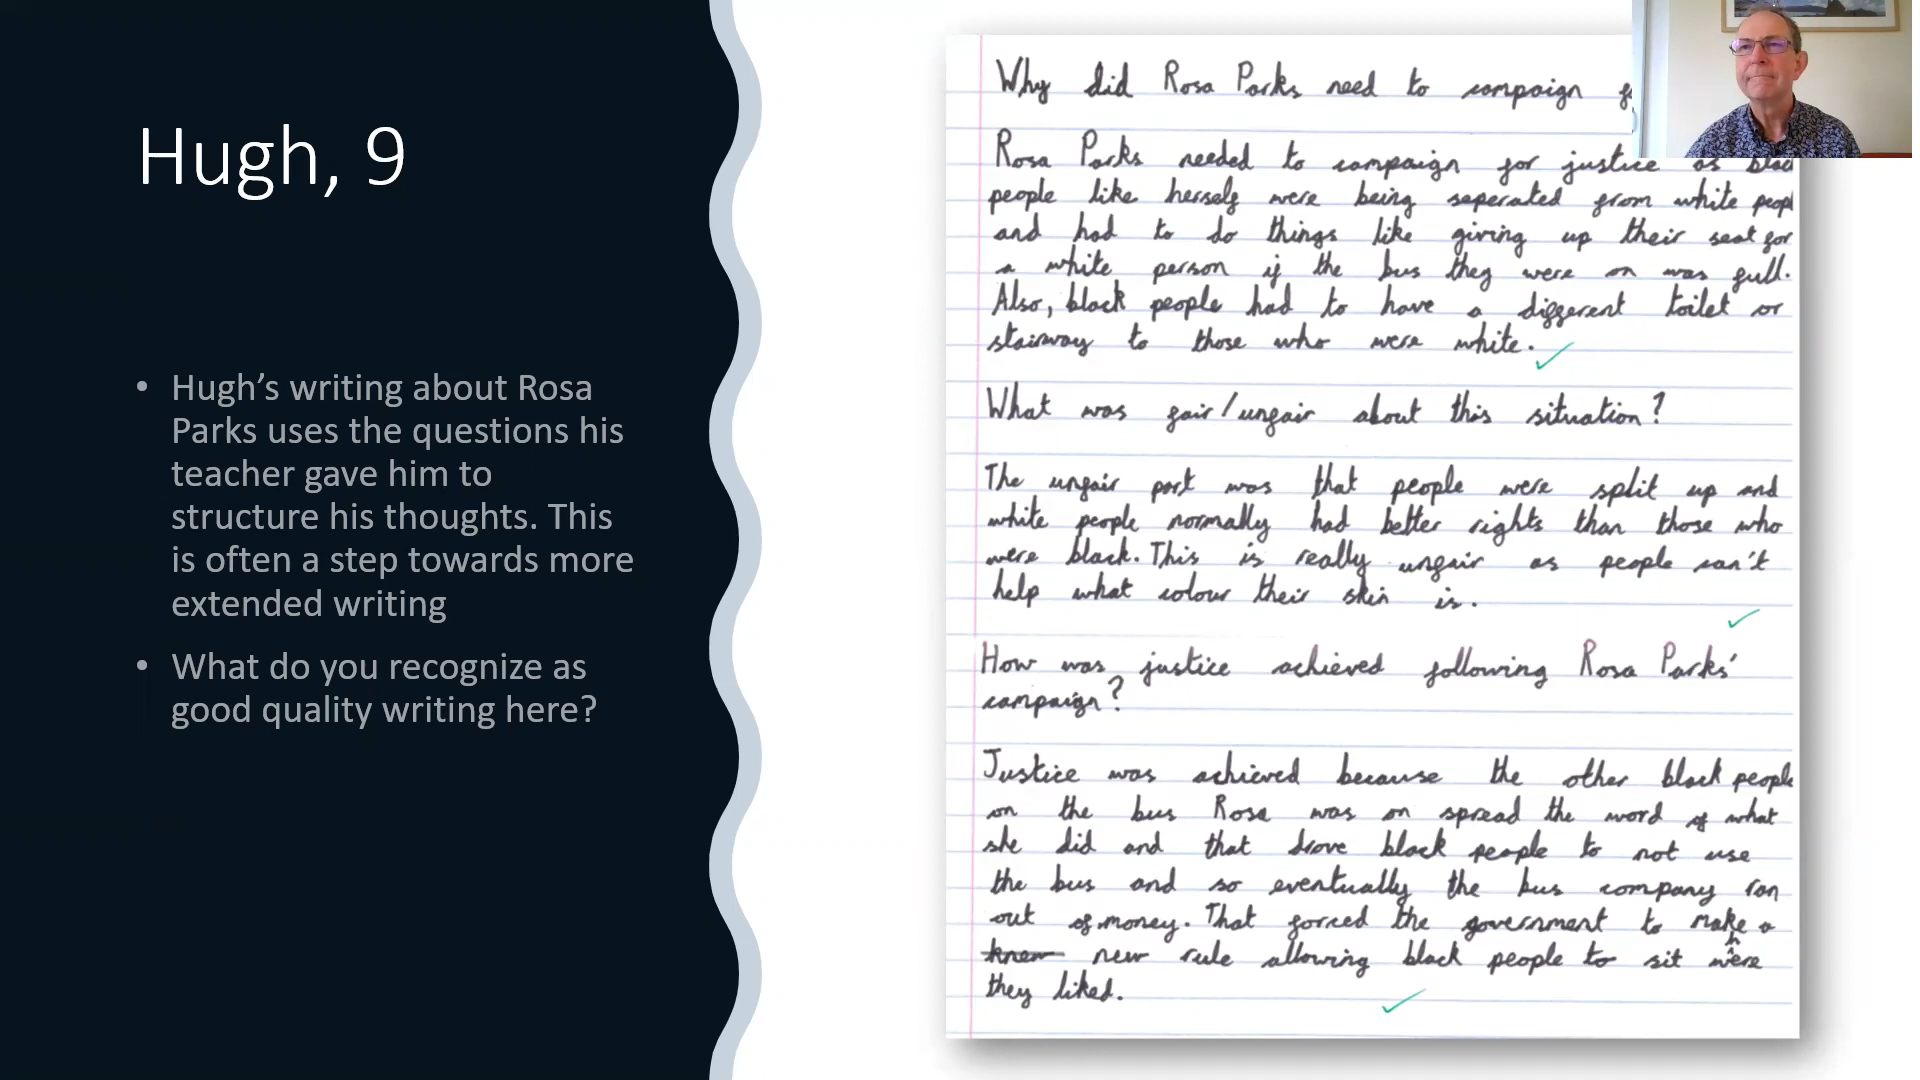 Hugh, 9
• Hugh’s writing about Rosa
Parks uses the questions his
teacher gave him to
structure his thoughts. This
is often a step towards more
extended writing
• What do you recognize as
good quality writing here?
Why did Rosa Parks need to campaign
Rosa Parks needed to campaign for justice as
people like herself were being seperated from white peopl
and had to do things like giving up their seat for
a white person if the bus they were on was full.
Also, black people had to have a different toilet or
stairway to those who were white.
What was fair/unfair about this situation?
The unfair part was that people were split up and
white people normally had better rights than those who
were black. This is really unfair as people can't
help what colour their skin is.
How was justice achieved following Rosa Parks'
campaign?
Justice was achieved because the other black people
on the bus Rosa was on spread the word of what
she did and that drove black people to not use
the bus and so eventually the bus company ran
out of money. That forced the government to make a
knew new rule allowing black people to sit where
they liked.